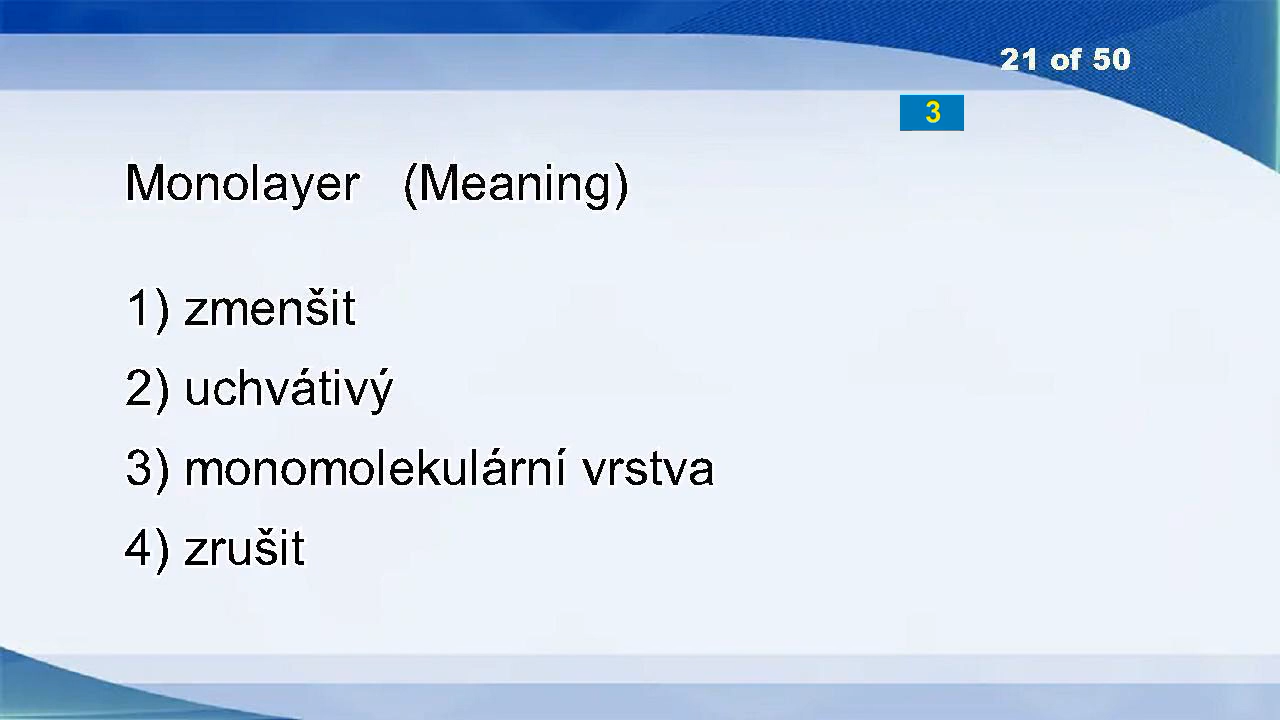 21 of 50
3
Monolayer (Meaning)
1) zmenšit
2) uchvátivý
3) monomolekulární vrstva
4) zrušit